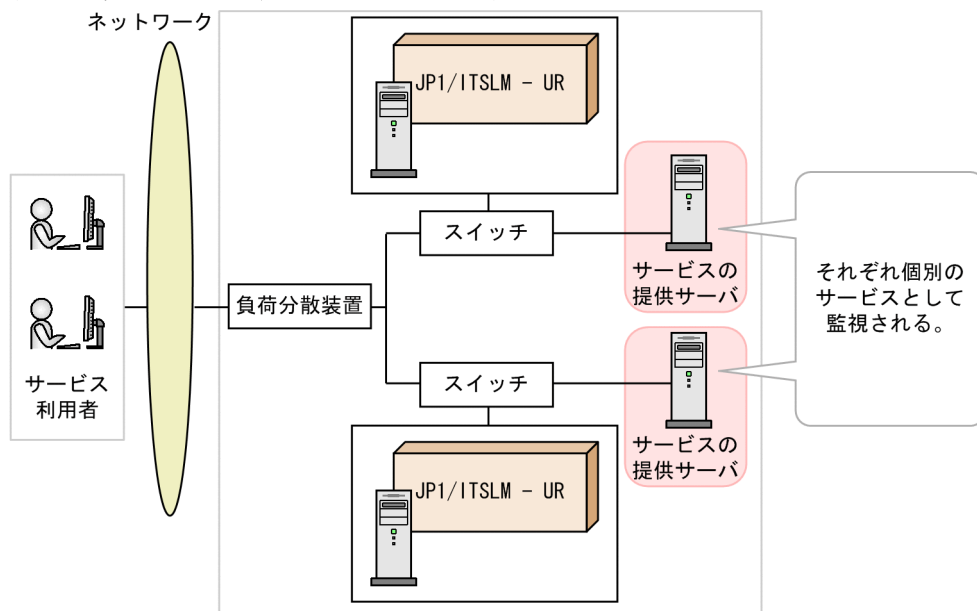 ネットワーク
JP1/ITSLM - UR
スイッチ
サービスの
提供サーバ
それぞれ個別の
サービスとして
監視される。
負荷分散装置
サービス
利用者
スイッチ
サービスの
提供サーバ
JP1/ITSLM - UR